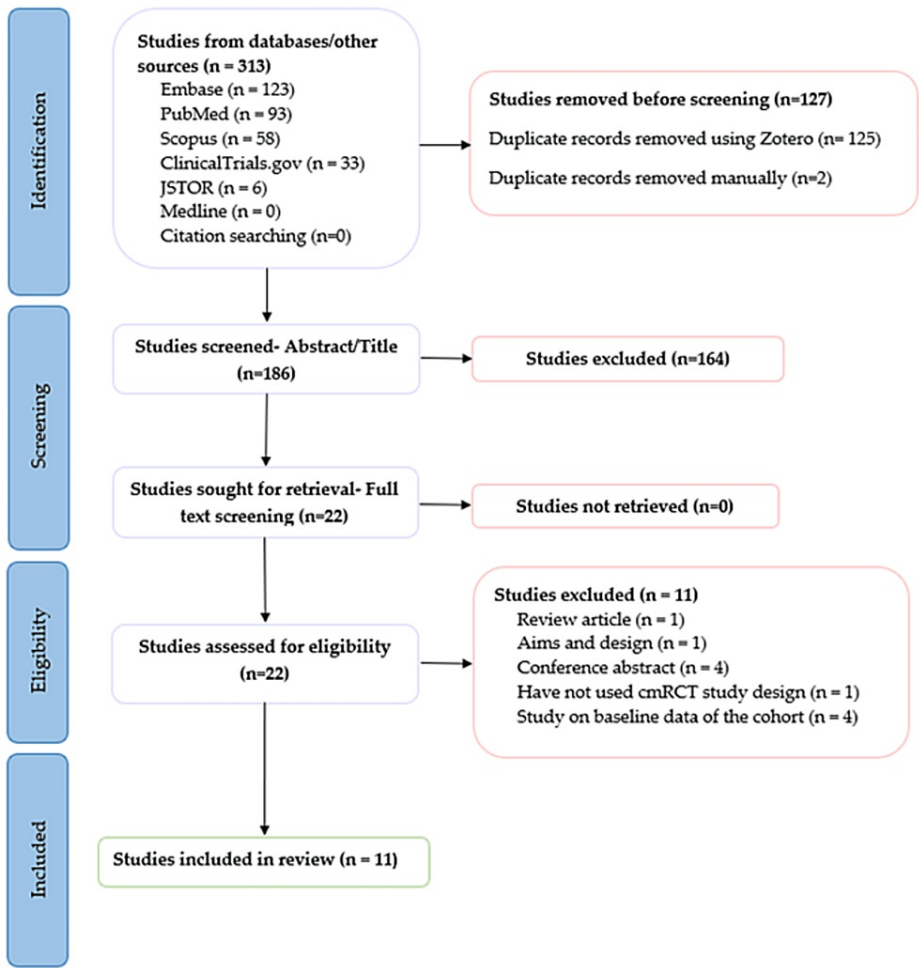 Identification
Studies from databases/other
sources (n = 313)
Embase (n = 123)
PubMed (n = 93)
Scopus (n = 58)
ClinicalTrials.gov (n = 33)
JSTOR (n = 6)
Medline (n = 0)
Citation searching (n=0)
Studies removed before screening (n=127)
Duplicate records removed using Zotero (n= 125)
Duplicate records removed manually (n=2)
Screening
Studies screened- Abstract/Title
(n=186)
Studies excluded (n=164)
Studies sought for retrieval- Full
text screening (n=22)
Studies not retrieved (n=0)
Eligibility
Studies assessed for eligibility
(n=22)
Studies excluded (n = 11)
Review article (n = 1)
Aims and design (n = 1)
Conference abstract (n = 4)
Have not used cmRCT study design (n = 1)
Study on baseline data of the cohort (n = 4)
Included
Studies included in review (n = 11)